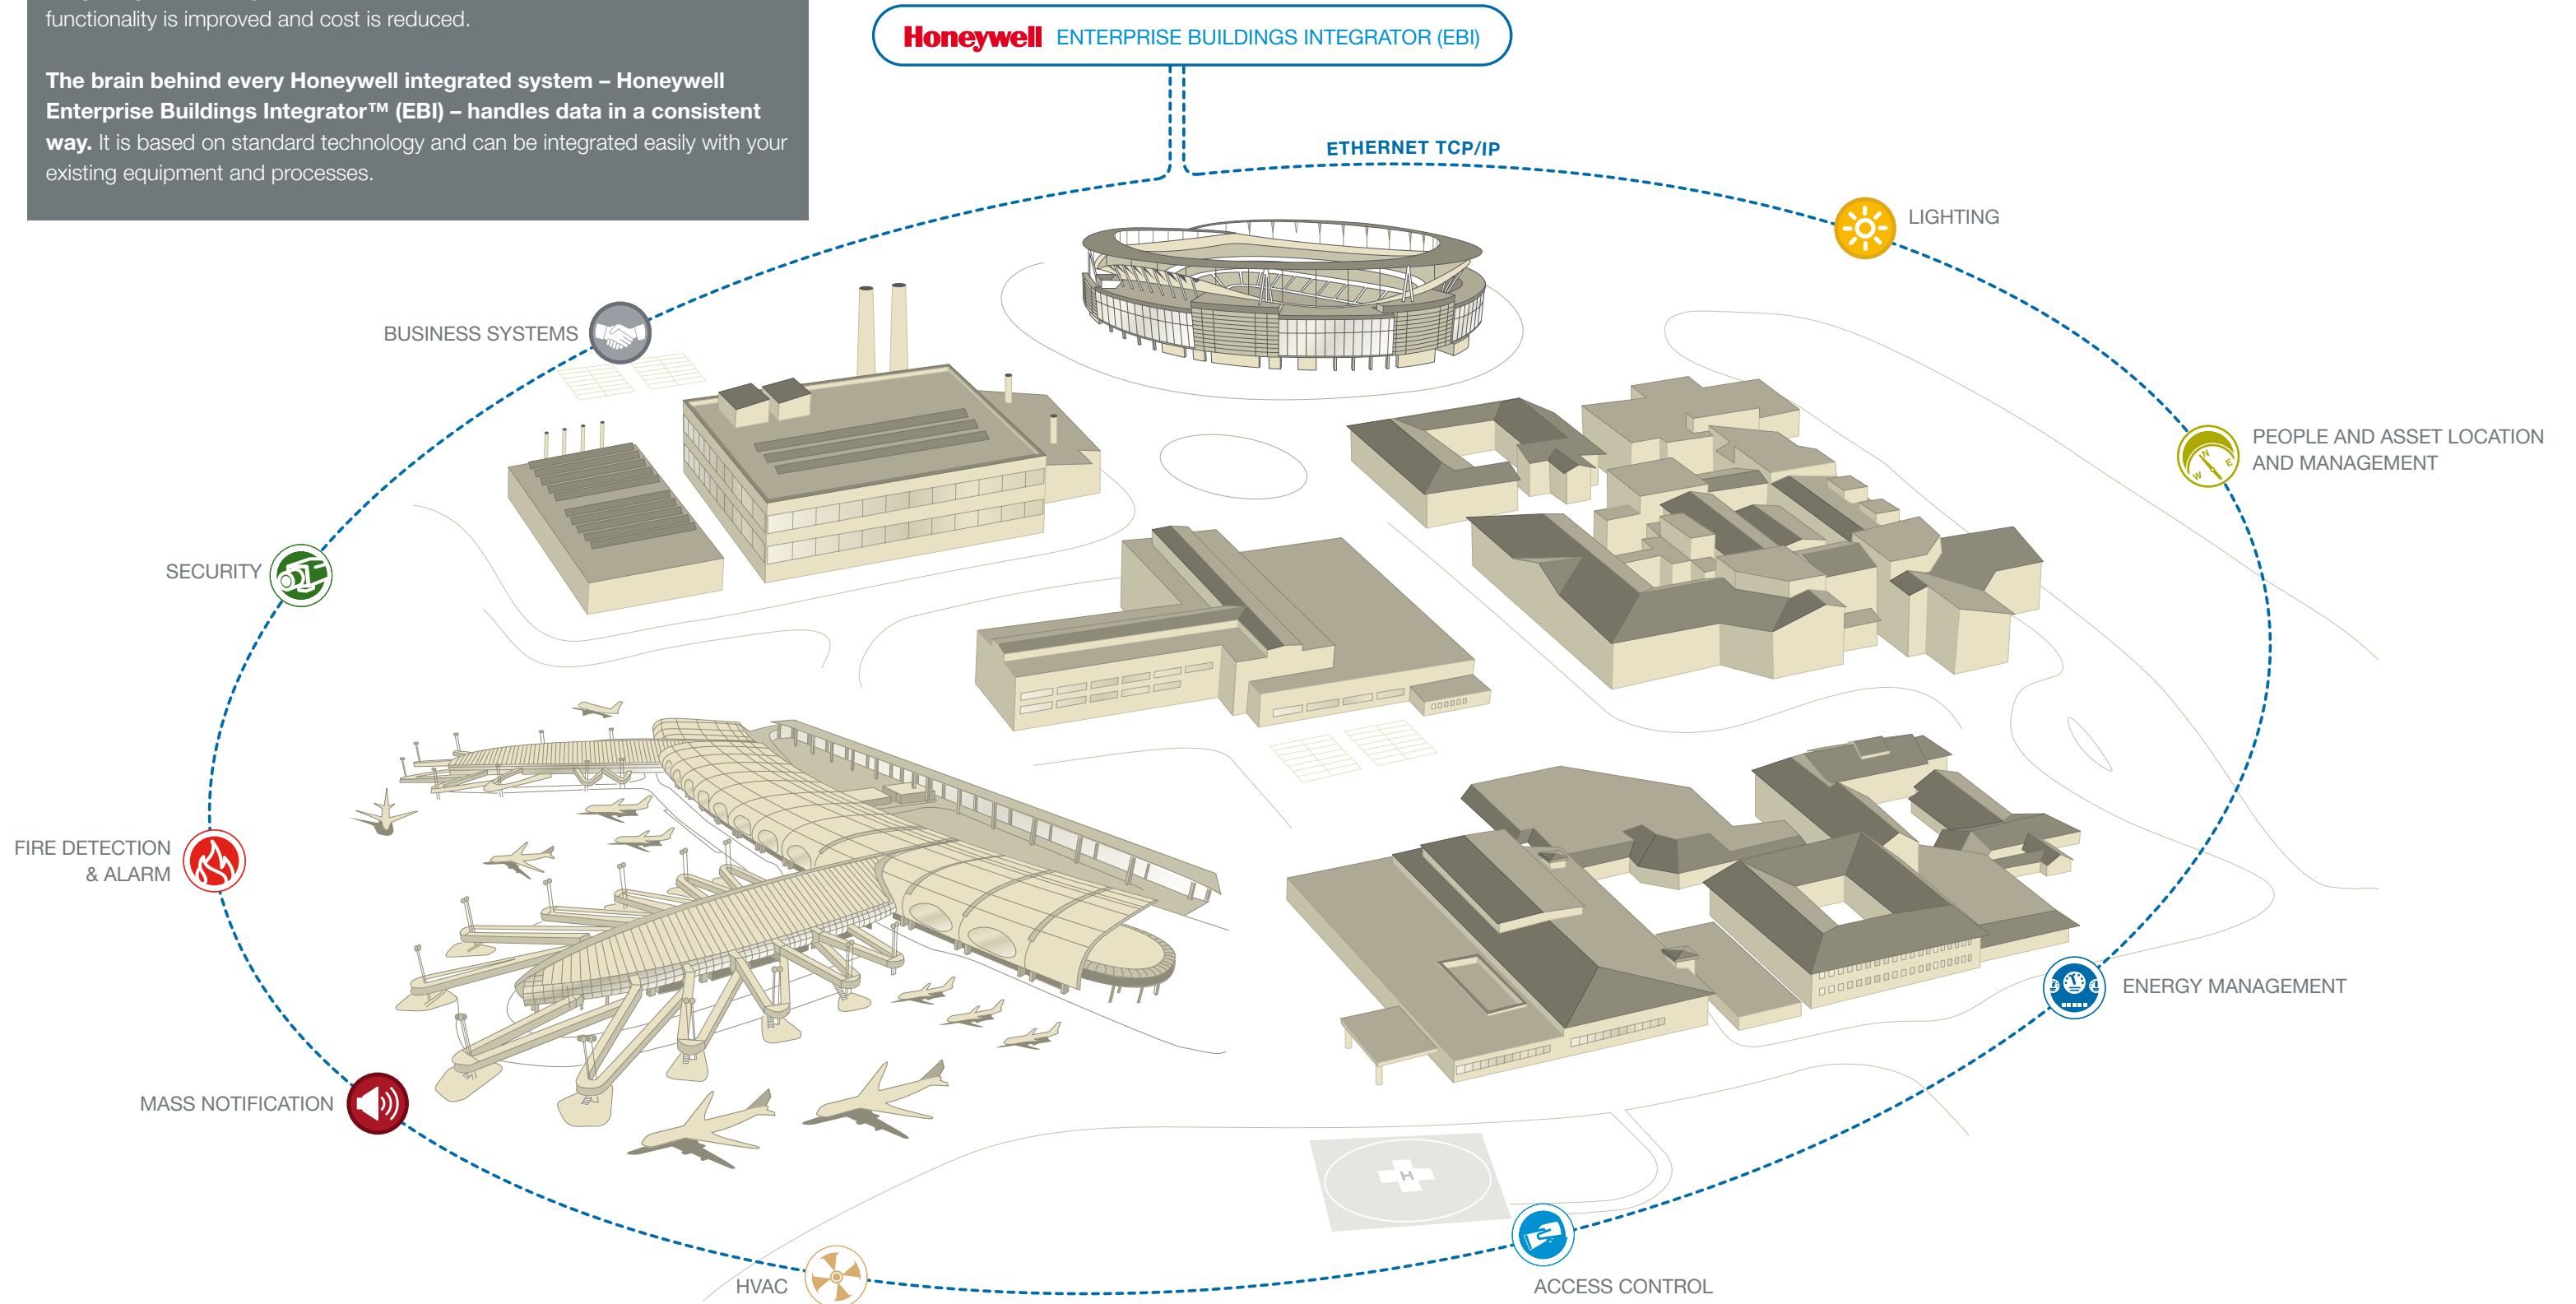 functionality is improved and cost is reduced.
The brain behind every Honeywell integrated system – Honeywell
Enterprise Buildings Integrator™ (EBI) – handles data in a consistent
way. It is based on standard technology and can be integrated easily with your
existing equipment and processes.
Honeywell ENTERPRISE BUILDINGS INTEGRATOR (EBI)
ETHERNET TCP/IP
LIGHTING
BUSINESS SYSTEMS
PEOPLE AND ASSET LOCATION
AND MANAGEMENT
N
E
W
SECURITY
FIRE DETECTION
& ALARM
ENERGY MANAGEMENT
MASS NOTIFICATION
H
HVAC
ACCESS CONTROL